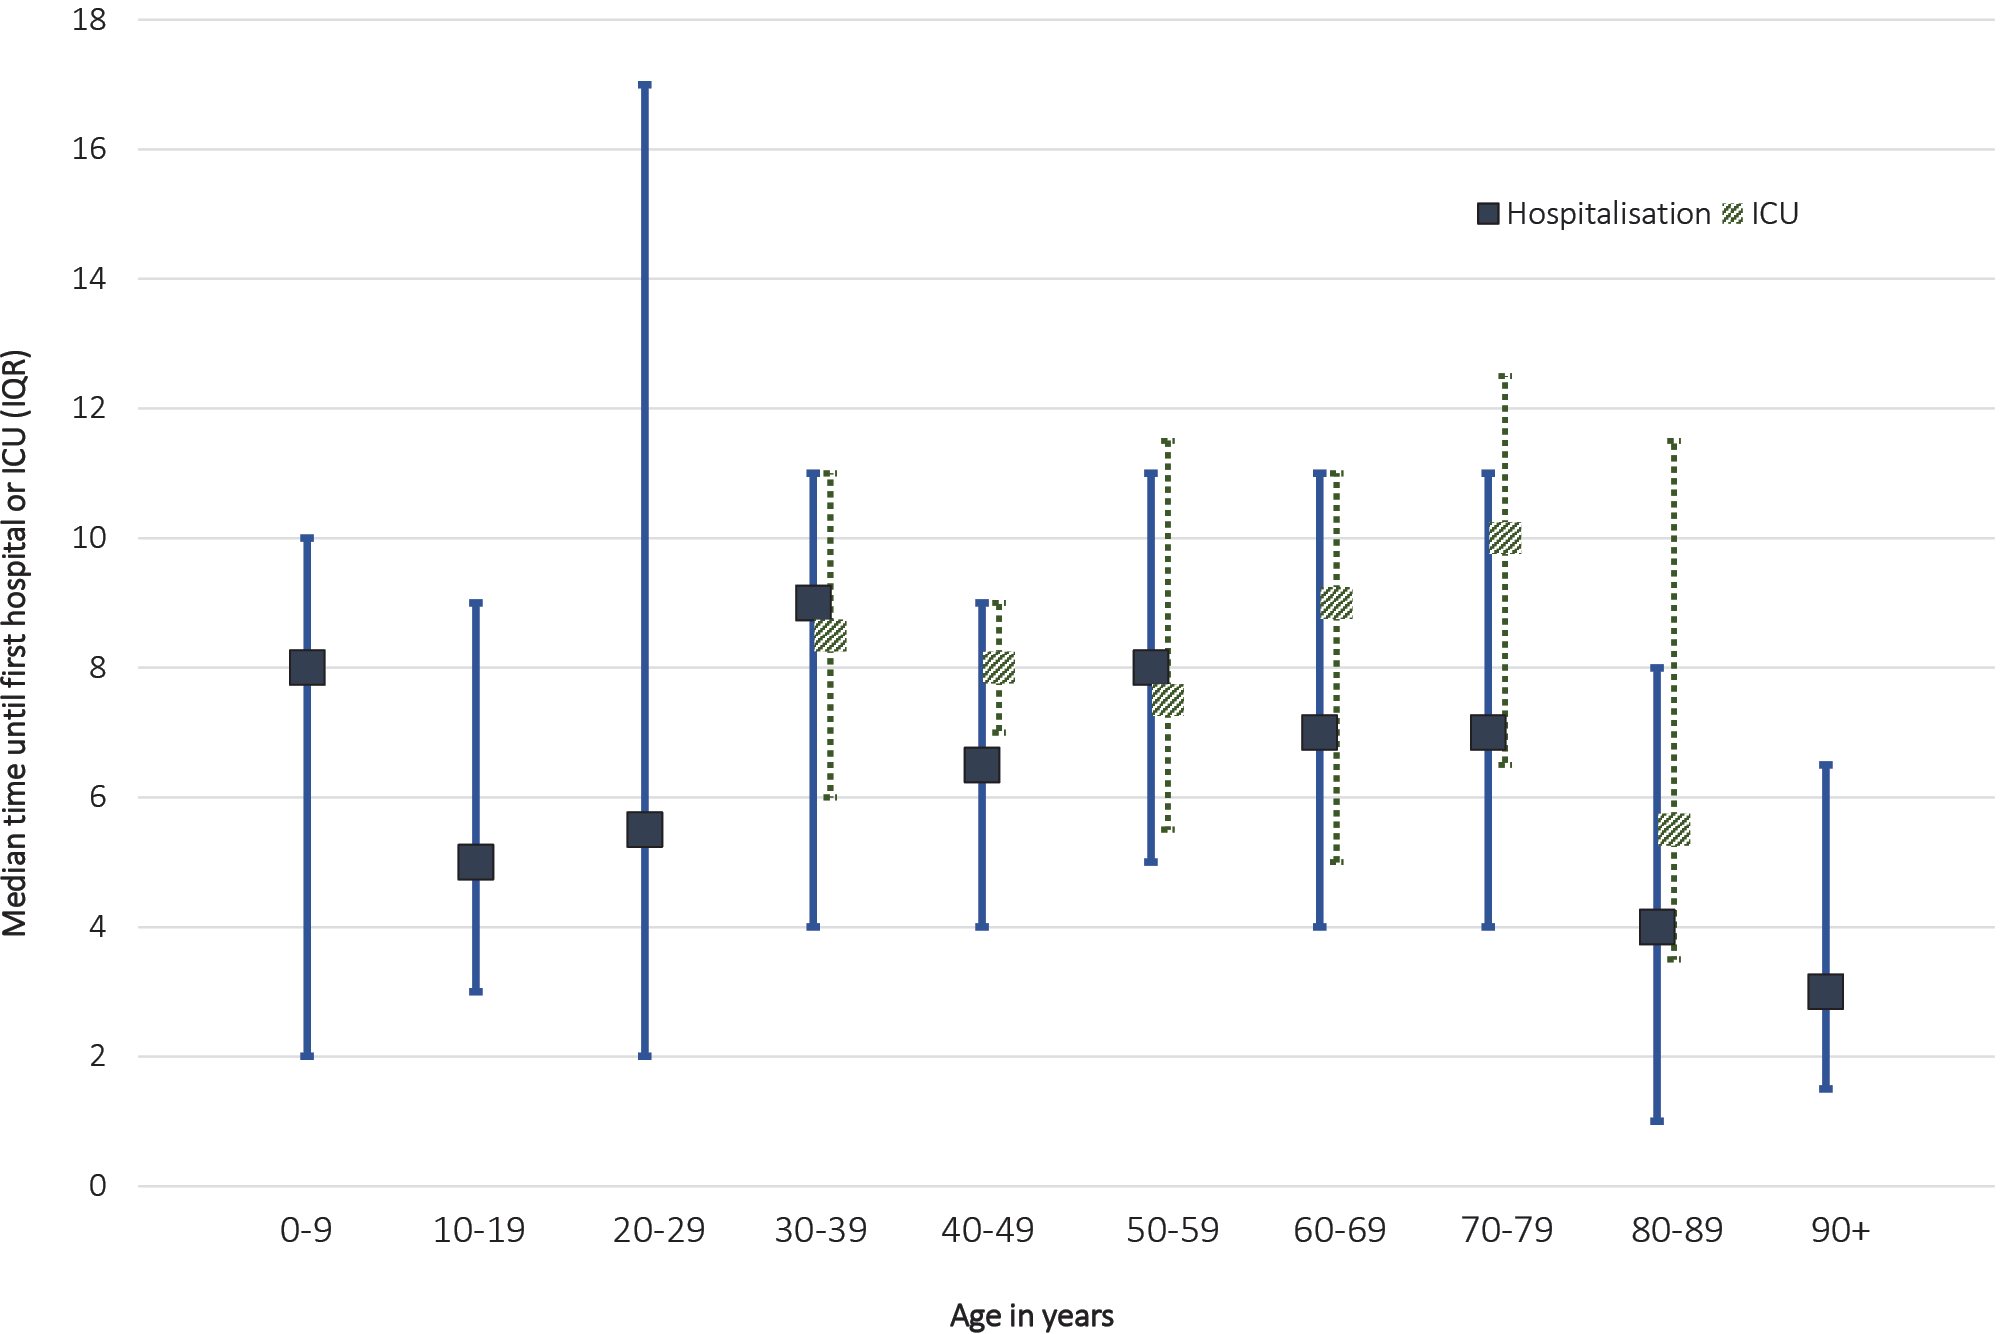 18
16
14
12
10
8
6
4
2
0
Median time until first hospital or ICU (IQR)
Hospitalisation ICU
0-9 10-19 20-29 30-39 40-49 50-59 60-69 70-79 80-89 90+
Age in years